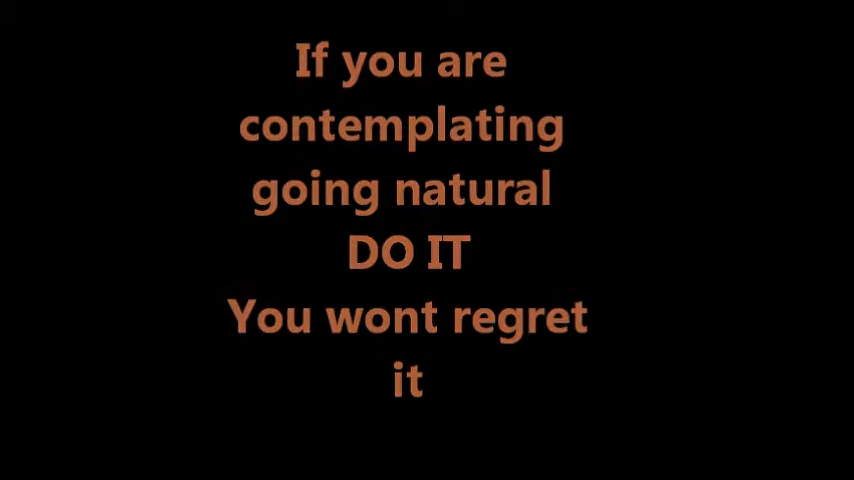 If you are
contemplating
going natural
DO IT
You wont regret
it